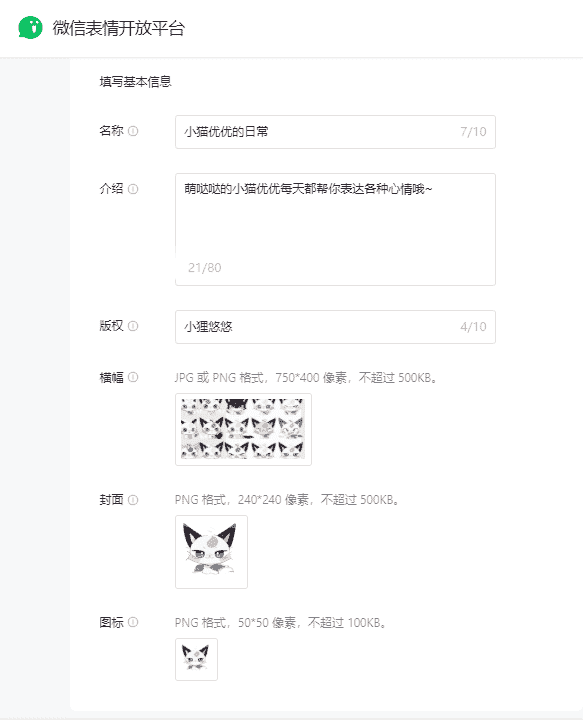 微信表情开放平台
填写基本信息
名称
小猫优优的日常 7/10
介绍
萌哒哒的小猫优优每天都帮你表达各种心情哦~
21/80
版权
小狸悠悠 4/10
横幅
JPG 或 PNG 格式，750*400 像素，不超过 500KB。
封面
PNG 格式，240*240 像素，不超过 500KB。
图标
PNG 格式，50*50 像素，不超过 100KB。